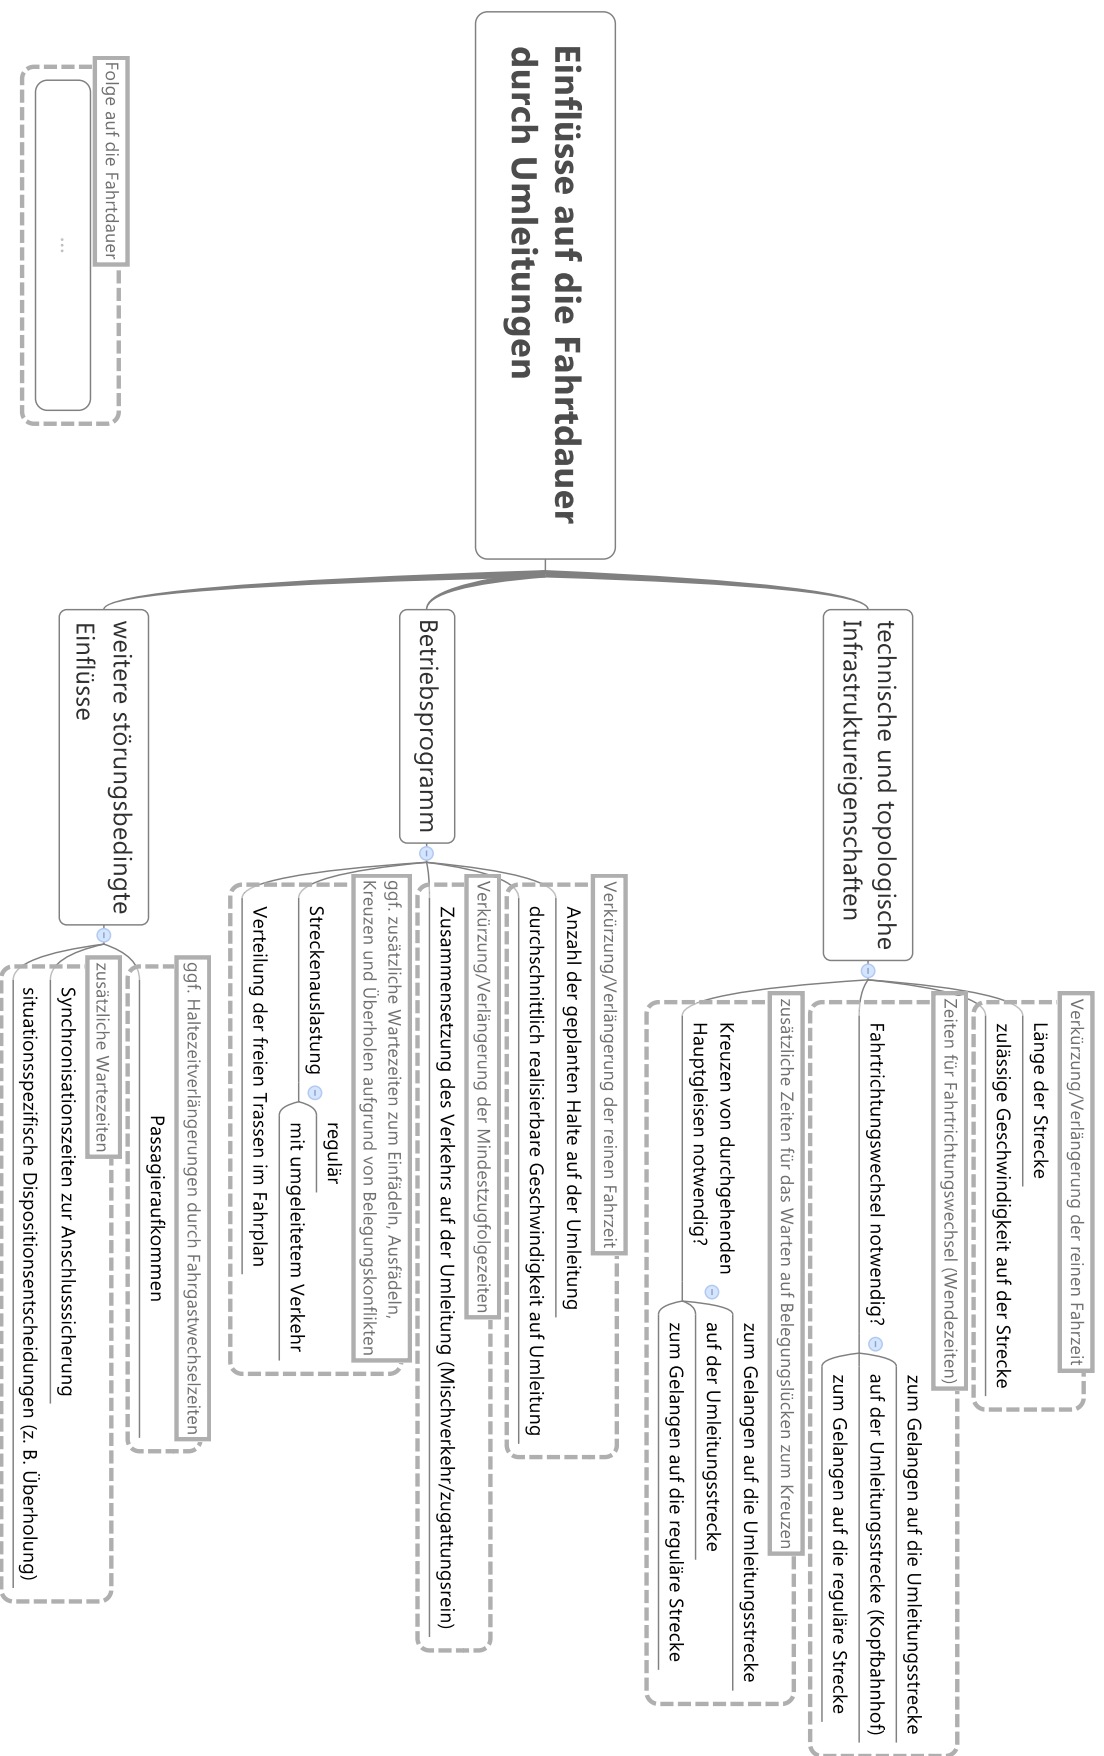 Einflüsse auf die Fahrtdauer
durch Umleitungen
technische und topologische
Infrastruktureigenschaften
Verkürzung/Verlängerung der reinen Fahrzeit
Länge der Strecke
zulässige Geschwindigkeit auf der Strecke
Zeiten für Fahrtrichtungswechsel (Wendezeiten)
Fahrtrichtungswechsel notwendig?
zum Gelangen auf die Umleitungsstrecke
auf der Umleitungsstrecke (Kopfbahnhof)
zum Gelangen auf die reguläre Strecke
zusätzliche Zeiten für das Warten auf Belegungslücken zum Kreuzen
Kreuzen von durchgehenden
Hauptgleisen notwendig?
zum Gelangen auf die Umleitungsstrecke
auf der Umleitungsstrecke
zum Gelangen auf die reguläre Strecke
Betriebsprogramm
Verkürzung/Verlängerung der reinen Fahrzeit
Anzahl der geplanten Halte auf der Umleitung
durchschnittlich realisierbare Geschwindigkeit auf Umleitung
Verkürzung/Verlängerung der Mindestzugfolgezeiten
Zusammensetzung des Verkehrs auf der Umleitung (Mischverkehr/zugattungsrein)
ggf. zusätzliche Wartezeiten zum Einfädeln, Ausfädeln,
Kreuzen und Überholen aufgrund von Belegungskonflikten
Streckenauslastung
regulär
mit umgeleitetem Verkehr
Verteilung der freien Trassen im Fahrplan
weitere störungsbedingte
Einflüsse
ggf. Haltezeitverlängerungen durch Fahrgastwechselzeiten
Passagieraufkommen
zusätzliche Wartezeiten
Synchronisationszeiten zur Anschlusssicherung
situationsspezifische Dispositionsentscheidungen (z. B. Überholung)
Folge auf die Fahrtdauer
...